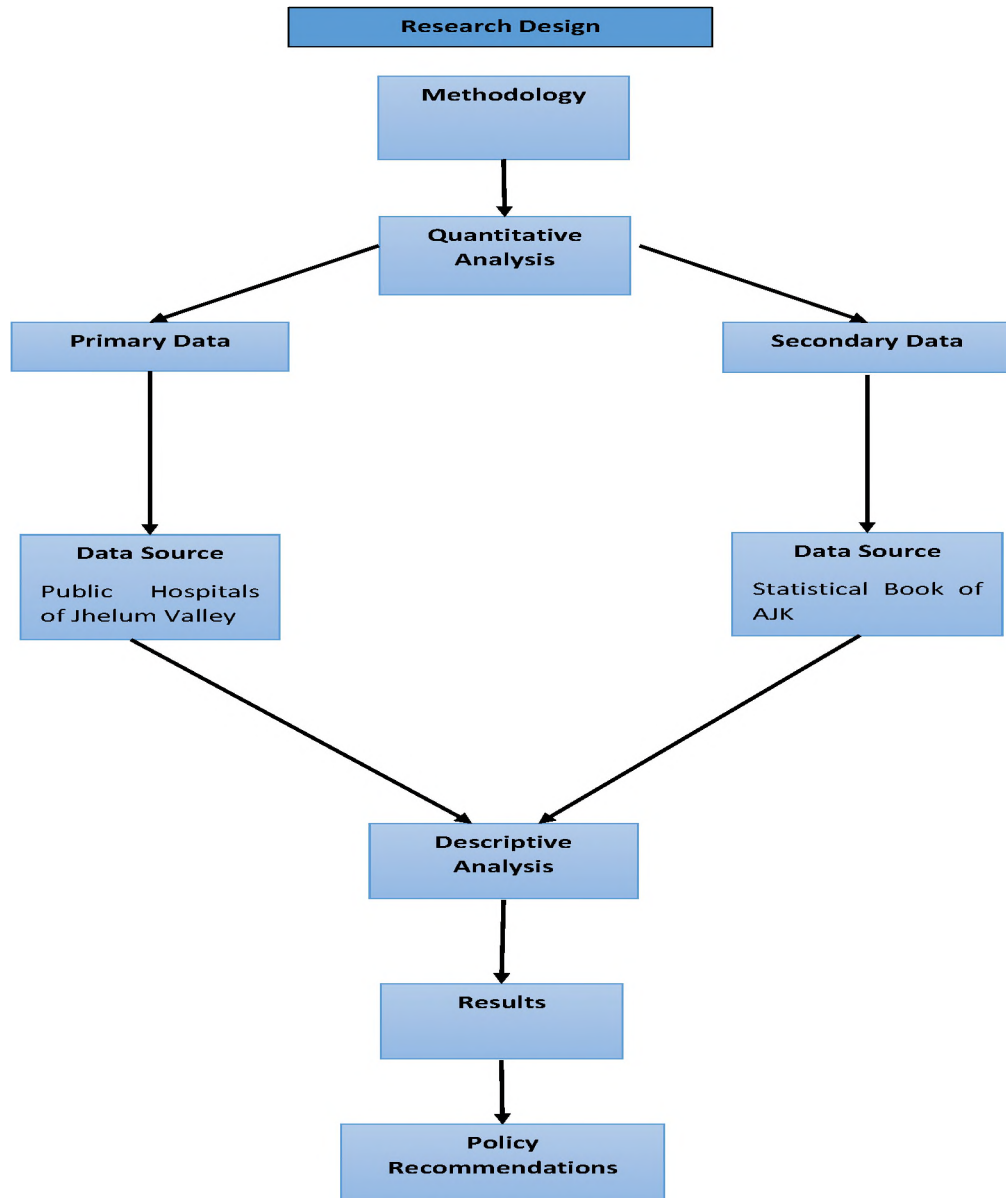 Research Design
Methodology
Quantitative
Analysis
Primary Data
Secondary Data
Data Source
Public Hospitals
of Jhelum Valley
Data Source
Statistical Book of
AJK
Descriptive
Analysis
Results
Policy
Recommendations